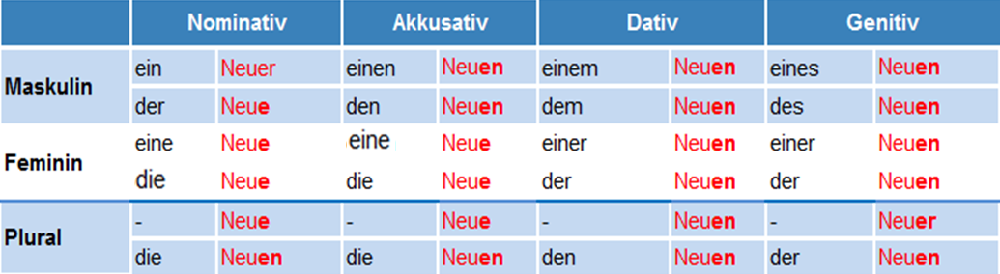 Nominativ Akkusativ Dativ Genitiv
Maskulin
ein Neuer einen Neuen einem Neuen eines Neuen
der Neue den Neuen dem Neuen des Neuen
Feminin
eine Neue eine Neue einer Neuen einer Neuen
die Neue die Neue der Neuen der Neuen
Plural
- Neue - Neue - Neuen - Neuer
die Neuen die Neuen den Neuen der Neuen